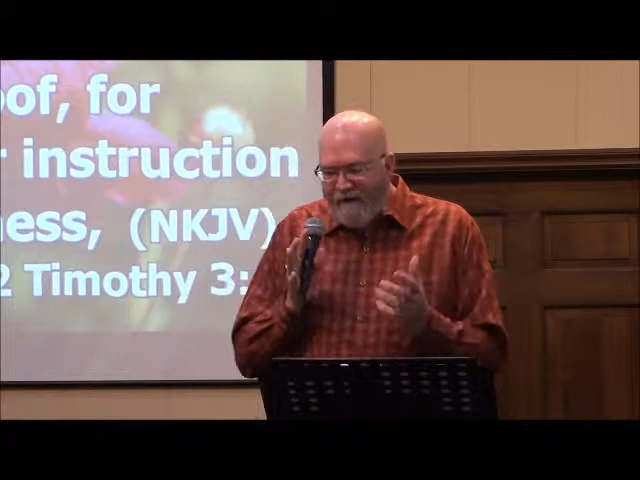 oof, for
instruction
ness, (NKJV)
2 Timothy 3: